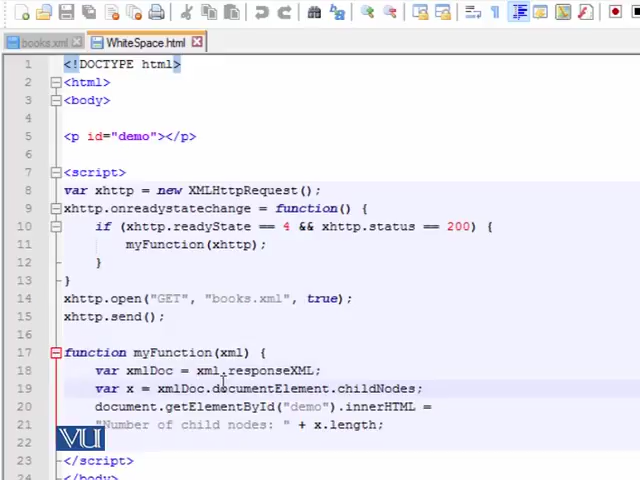 books.xml WhiteSpace.html
1 <!DOCTYPE html>
2 <html>
3 <body>
4
5 <p id="demo"></p>
6
7 <script>
8 var xhttp = new XMLHttpRequest();
9 xhttp.onreadystatechange = function() {
10 if (xhttp.readyState == 4 && xhttp.status == 200) {
11 myFunction(xhttp);
12 }
13 }
14 xhttp.open("GET", "books.xml", true);
15 xhttp.send();
16
17 function myFunction(xml) {
18 var xmlDoc = xml.responseXML;
19 var x = xmlDoc.documentElement.childNodes;
20 document.getElementById("demo").innerHTML =
21 "Number of child nodes: " + x.length;
22 VU
23 </script>
24 </body>